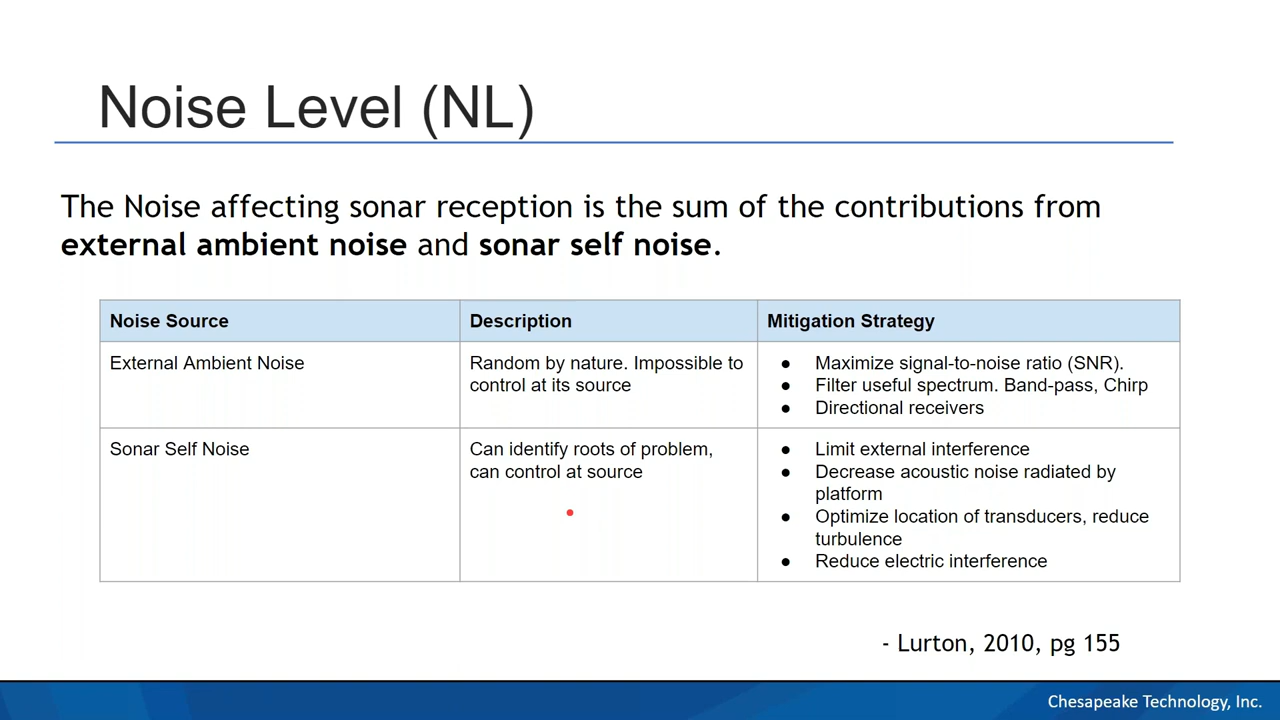 Noise Level (NL)
The Noise affecting sonar reception is the sum of the contributions from
external ambient noise and sonar self noise.
Noise Source
Description
Mitigation Strategy
External Ambient Noise
Random by nature. Impossible to
control at its source
● Maximize signal-to-noise ratio (SNR).
● Filter useful spectrum. Band-pass, Chirp
● Directional receivers
Sonar Self Noise
Can identify roots of problem,
can control at source
● Limit external interference
● Decrease acoustic noise radiated by
platform
● Optimize location of transducers, reduce
turbulence
● Reduce electric interference
- Lurton, 2010, pg 155
Chesapeake Technology, Inc.